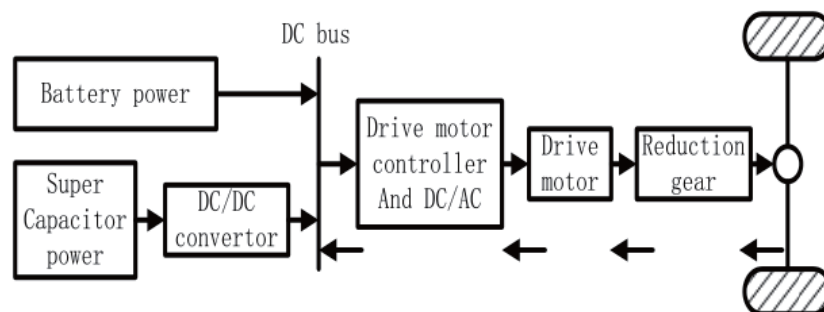 DC bus
Battery power
Super
Capacitor
power
DC/DC
convertor
Drive motor
controller
And DC/AC
Drive
motor
Reduction
gear